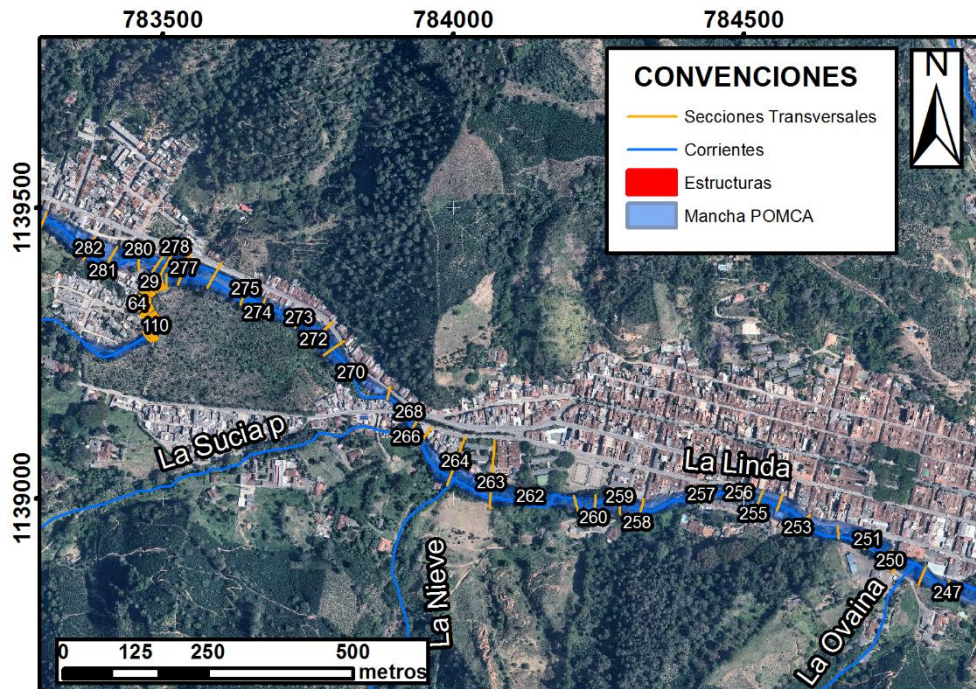 783500 784000 784500
CONVENCIONES
Secciones Transversales
Corrientes
Estructuras
Mancha POMCA
N
1139500
1139000
282
281
280
278
277
29
64
110
275
274
273
272
270
268
266
264
263
262
260
259
258
257
256
255
253
251
250
247
La Sucia p
La Linda
La Nieve
La Ovaina
0 125 250 500
metros